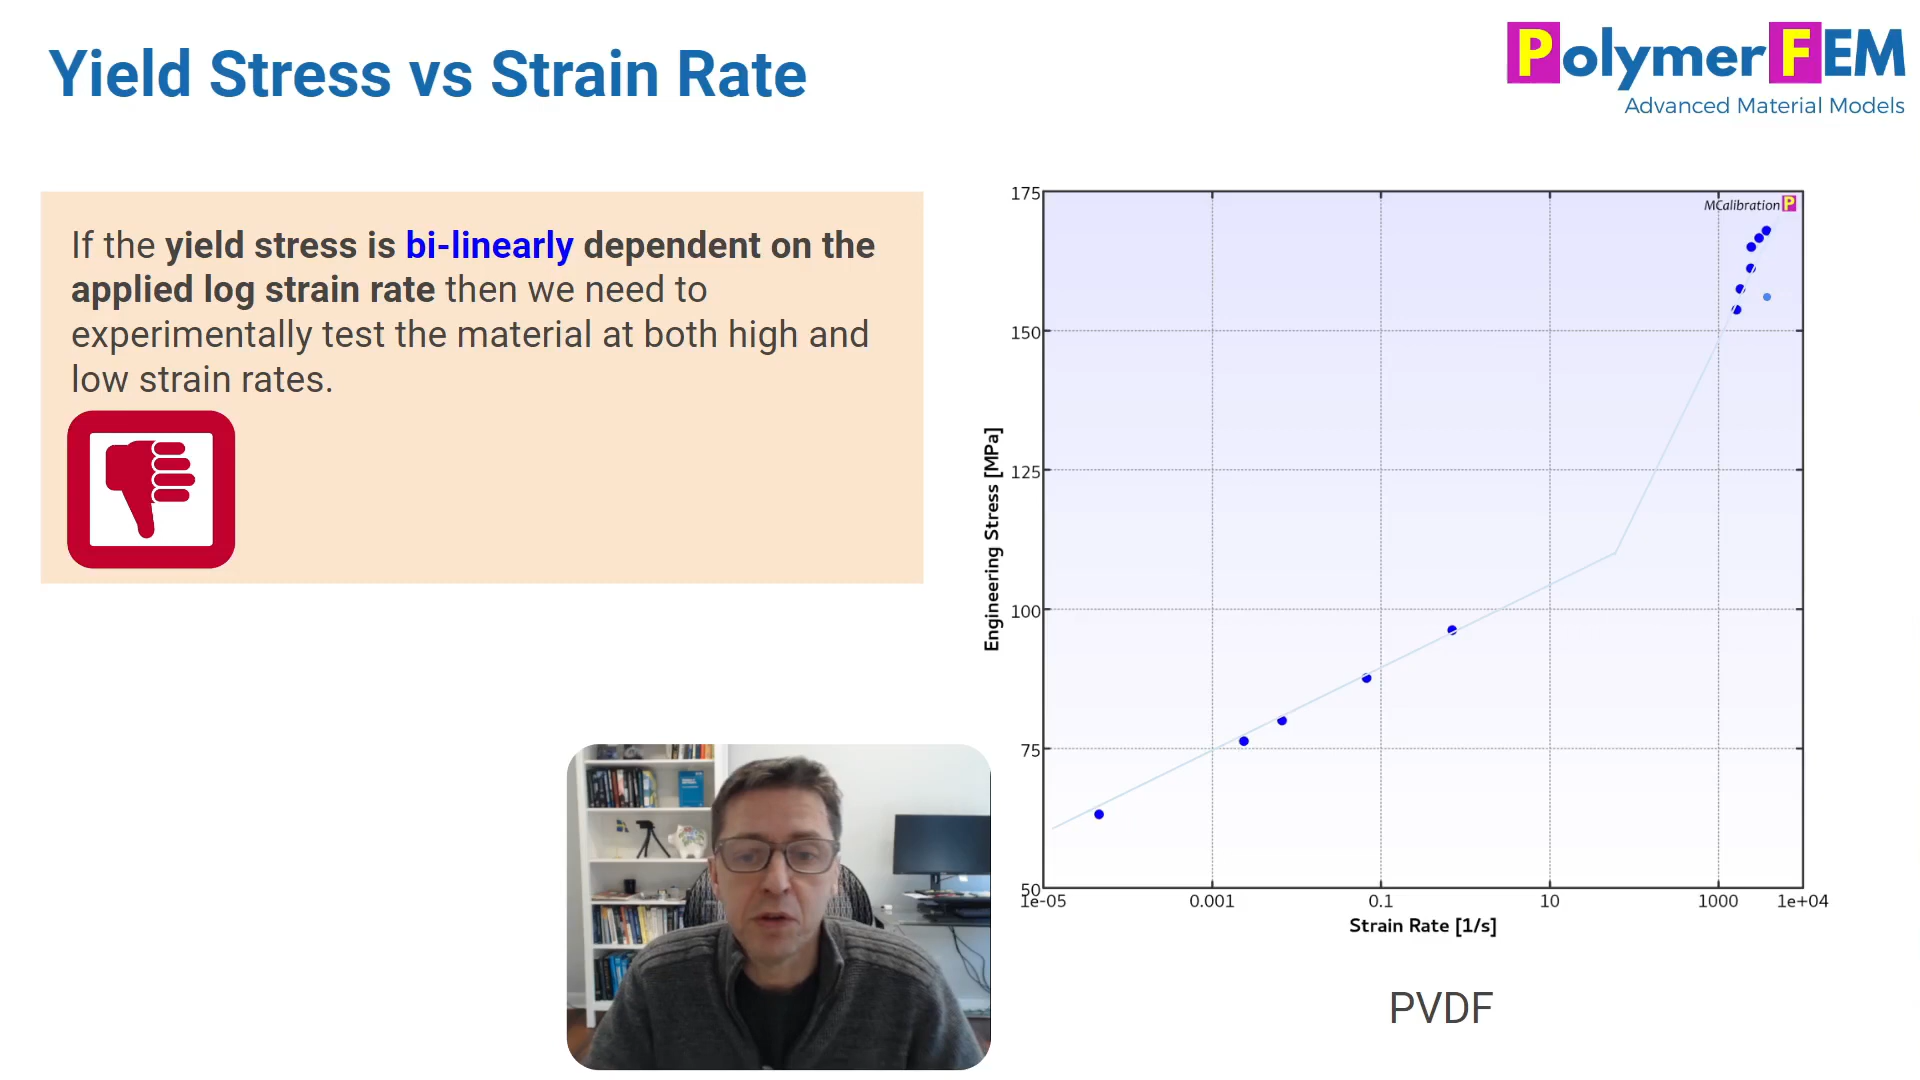 Yield Stress vs Strain Rate
PolymerFEM
Advanced Material Models
If the yield stress is bi-linearly dependent on the
applied log strain rate then we need to
experimentally test the material at both high and
low strain rates.
MCalibration P
175
150
125
100
75
50
Engineering Stress [MPa]
1e-05 0.001 0.1 10 1000 1e+04
Strain Rate [1/s]
PVDF